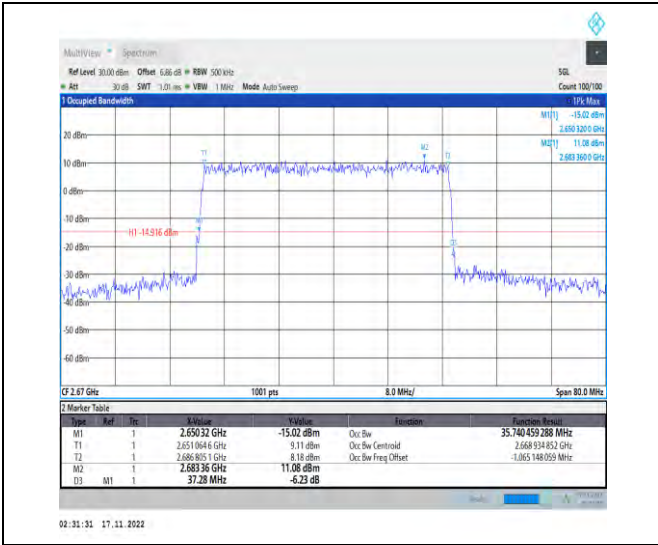 MultiView Spectrum
Ref Level 30.00 dBm Offset 6.86 dB RBW 500 kHz SGL
Att 30 dB SWT 1.01 ms VBW 1 MHz Mode Auto Sweep Count 100/100
1 Occupied Bandwidth 1Pk Max
M1[1] -15.02 dBm
2.650 320 0 GHz
M2[1] 11.08 dBm
2.683 360 0 GHz
20 dBm
10 dBm
0 dBm
-10 dBm
H1 -14.916 dBm
-20 dBm
-30 dBm
-40 dBm
-50 dBm
-60 dBm
T1
M2
T2
D3
CF 2.67 GHz 1001 pts 8.0 MHz/ Span 80.0 MHz
2 Marker Table
Type Ref Trc X-Value Y-Value Function Function Result
M1 1 2.65032 GHz -15.02 dBm Occ Bw 35.740 459 288 MHz
T1 1 2.651 064 6 GHz 9.11 dBm Occ Bw Centroid 2.668 934 852 GHz
T2 1 2.686 805 1 GHz 8.18 dBm Occ Bw Freq Offset -1.065 148 059 MHz
M2 1 2.683 36 GHz 11.08 dBm
D3 M1 1 37.28 MHz -6.23 dB
02:31:31 17.11.2022